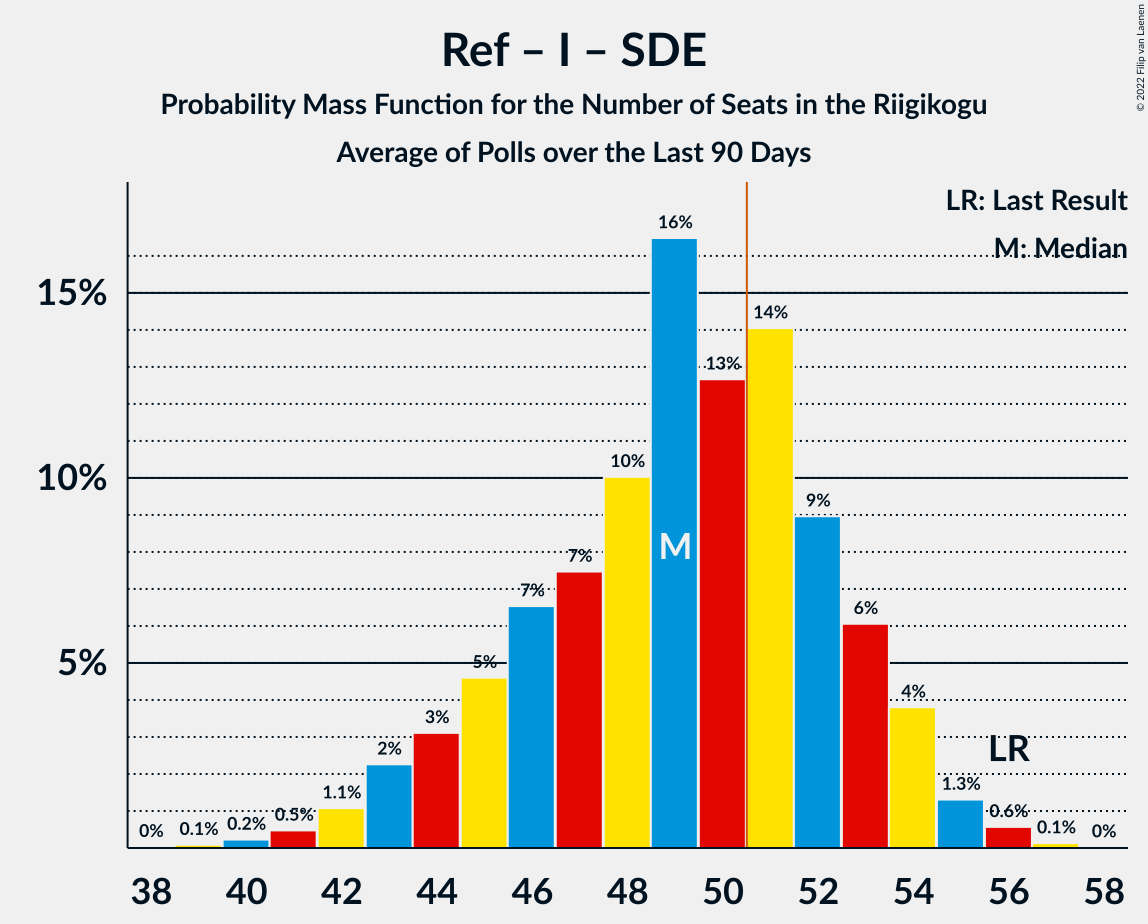 Ref – I – SDE
Probability Mass Function for the Number of Seats in the Riigikogu
Average of Polls over the Last 90 Days
© 2022 Filip van Laenen
LR: Last Result
M: Median
15%
10%
5%
0%
0.1%
0.2%
0.5%
1.1%
2%
3%
5%
7%
7%
10%
16%
13%
14%
9%
6%
4%
1.3%
0.6%
0.1%
0%
M
LR
38 40 42 44 46 48 50 52 54 56 58